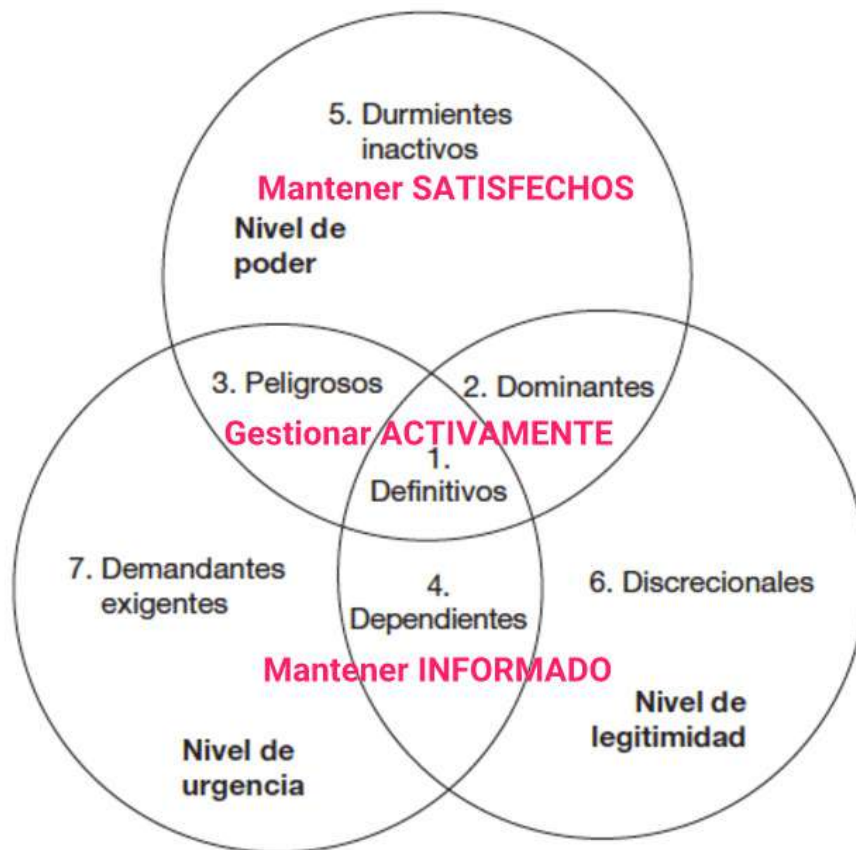 5. Durmientes
inactivos
Mantener SATISFECHOS
Nivel de
poder
3. Peligrosos
2. Dominantes
Gestionar ACTIVAMENTE
1.
Definitivos
7. Demandantes
exigentes
4.
Dependientes
6. Discrecionales
Mantener INFORMADO
Nivel de
legitimidad
Nivel de
urgencia